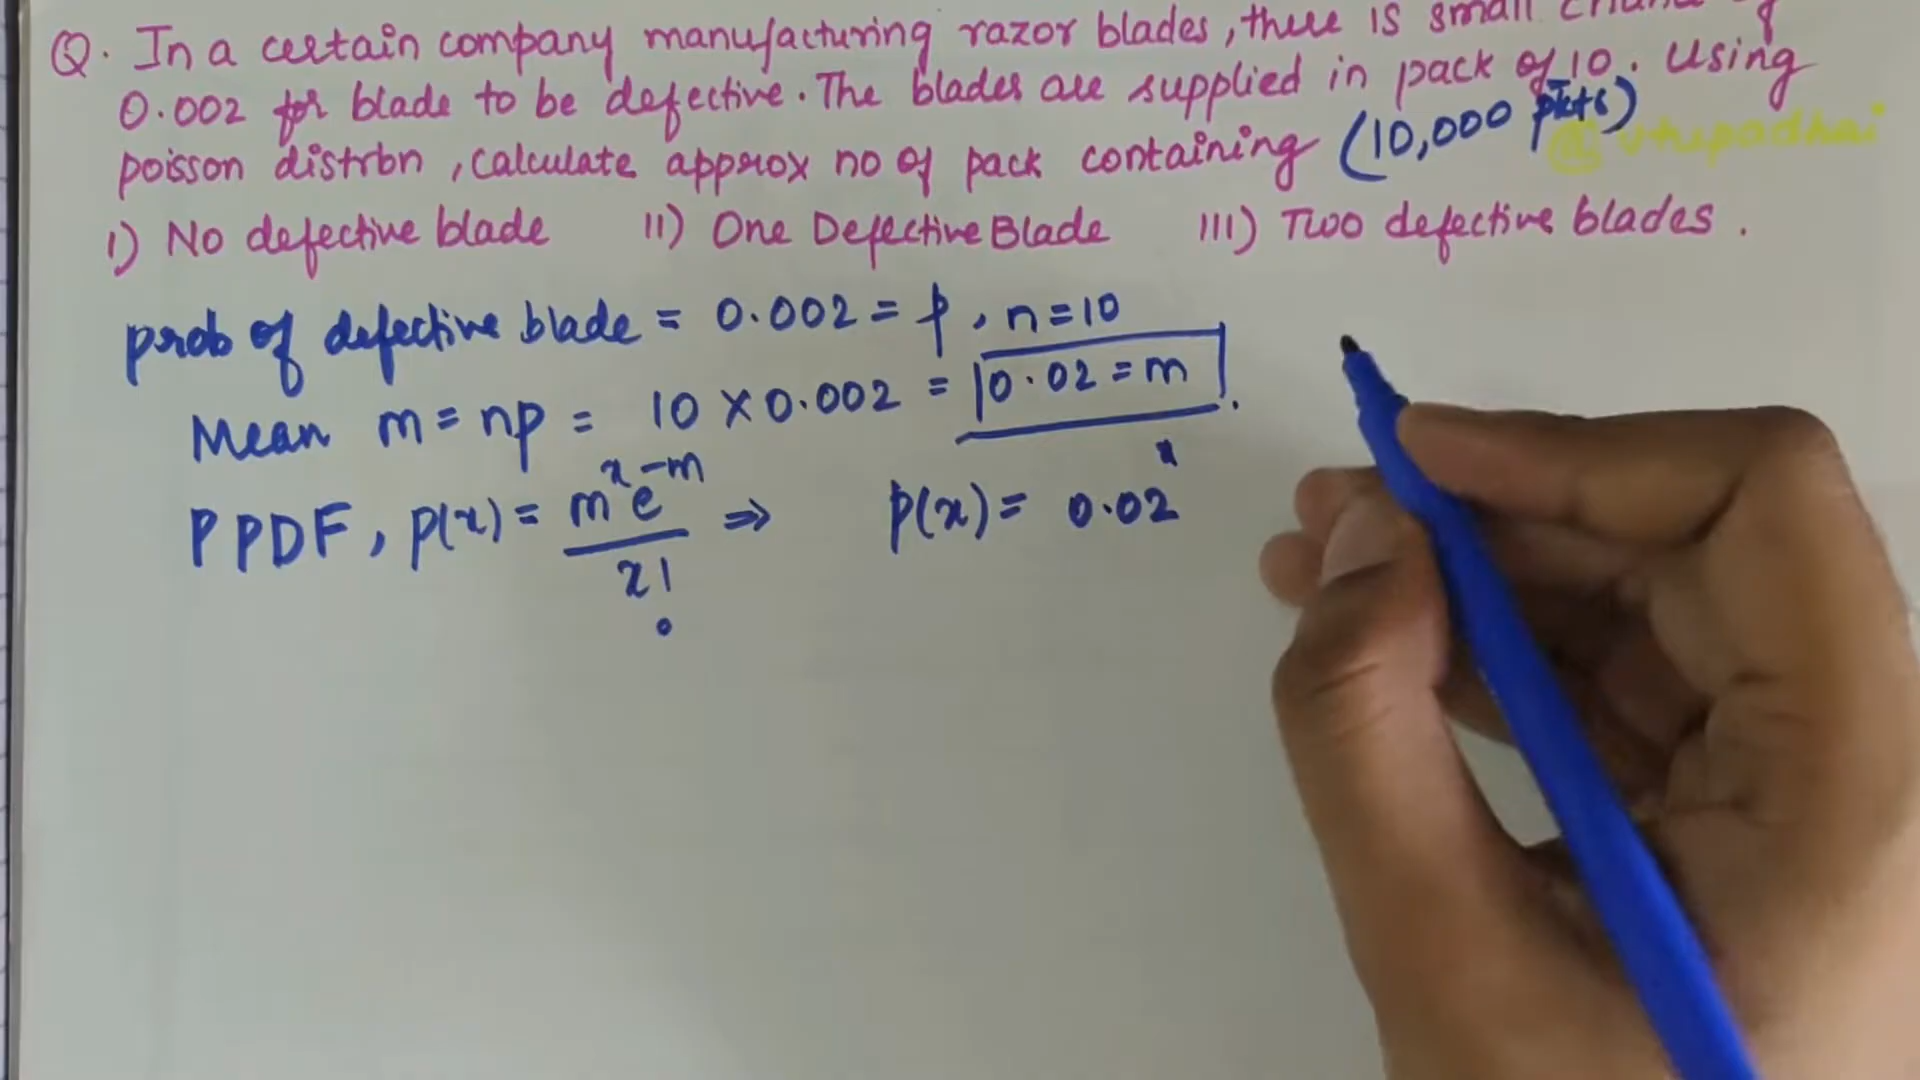 Q. In a certain company manufacturing razor blades, there is small
0.002 for blade to be defective. The blades are supplied in pack of 10. Using
poisson distrbn, calculate approx no of pack containing (10,000 pkts)
I) No defective blade II) One Defective Blade III) Two defective blades.
prob of defective blade = 0.002 = p, n=10
Mean m = np = 10 x 0.002 = 0.02 = m.
PPDF, p(x) = m^x e^-m / x! ⇒ p(x) = 0.02^x